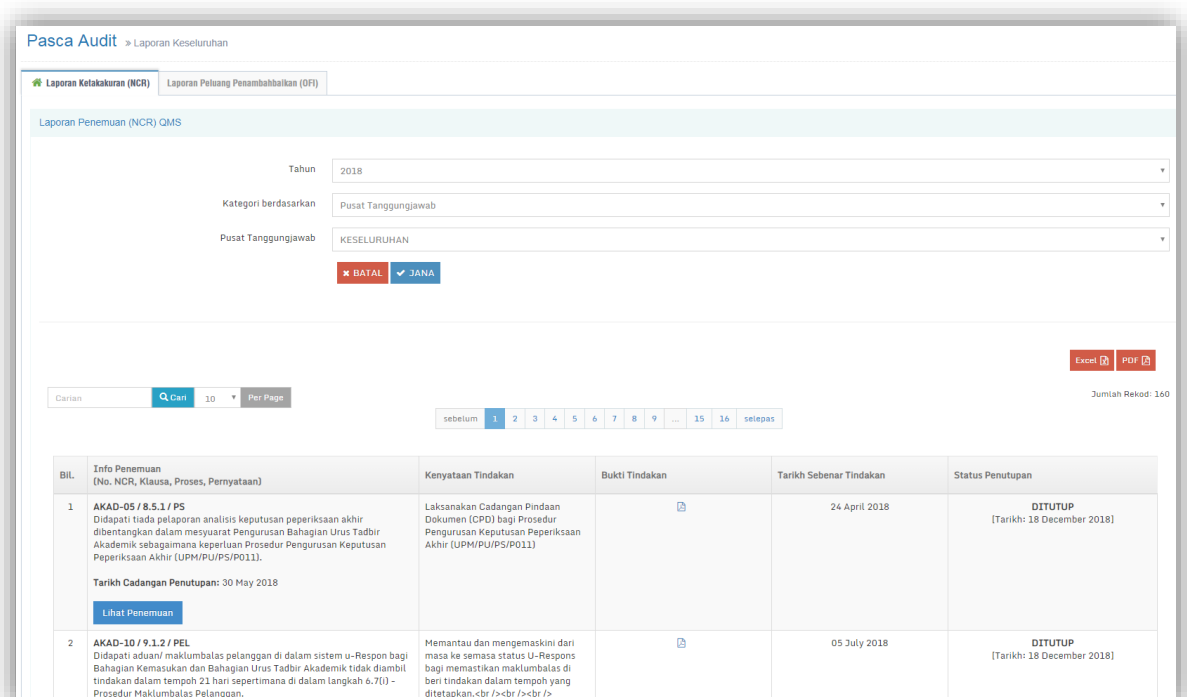 Pasca Audit » Laporan Keseluruhan
Laporan Ketakakuran (NCR) Laporan Peluang Penambahbaikan (OFI)
Laporan Penemuan (NCR) QMS
Tahun 2018
Kategori berdasarkan Pusat Tanggungjawab
Pusat Tanggungjawab KESELURUHAN
BATAL JANA
Excel PDF
Carian Cari 10 Per Page Jumlah Rekod: 160
sebelum 1 2 3 4 5 6 7 8 9 ... 15 16 selepas
Bil. Info Penemuan
(No. NCR, Klausa, Proses, Pernyataan) Kenyataan Tindakan Bukti Tindakan Tarikh Sebenar Tindakan Status Penutupan
1 AKAD-05 / 8.5.1 / PS
Didapati tiada pelaporan analisis keputusan peperiksaan akhir
dibentangkan dalam mesyuarat Pengurusan Bahagian Urus Tadbir
Akademik sebagaimana keperluan Prosedur Pengurusan Keputusan
Peperiksaan Akhir (UPM/PU/PS/P011).
Tarikh Cadangan Penutupan: 30 May 2018
Lihat Penemuan
Laksanakan Cadangan Pindaan
Dokumen (CPD) bagi Prosedur
Pengurusan Keputusan Peperiksaan
Akhir (UPM/PU/PS/P011)
24 April 2018
DITUTUP
[Tarikh: 18 December 2018]
2 AKAD-10 / 9.1.2 / PEL
Didapati aduan/ maklumbalas pelanggan di dalam sistem u-Respon bagi
Bahagian Kemasukan dan Bahagian Urus Tadbir Akademik tidak diambil
tindakan dalam tempoh 21 hari sepertimana di dalam langkah 6.7(i) -
Prosedur Maklumbalas Pelanggan.
Memantau dan mengemaskini dari
masa ke semasa status U-Respons
bagi memastikan maklumbalas di
beri tindakan dalam tempoh yang
ditetapkan.<br /><br /><br />
05 July 2018
DITUTUP
[Tarikh: 18 December 2018]